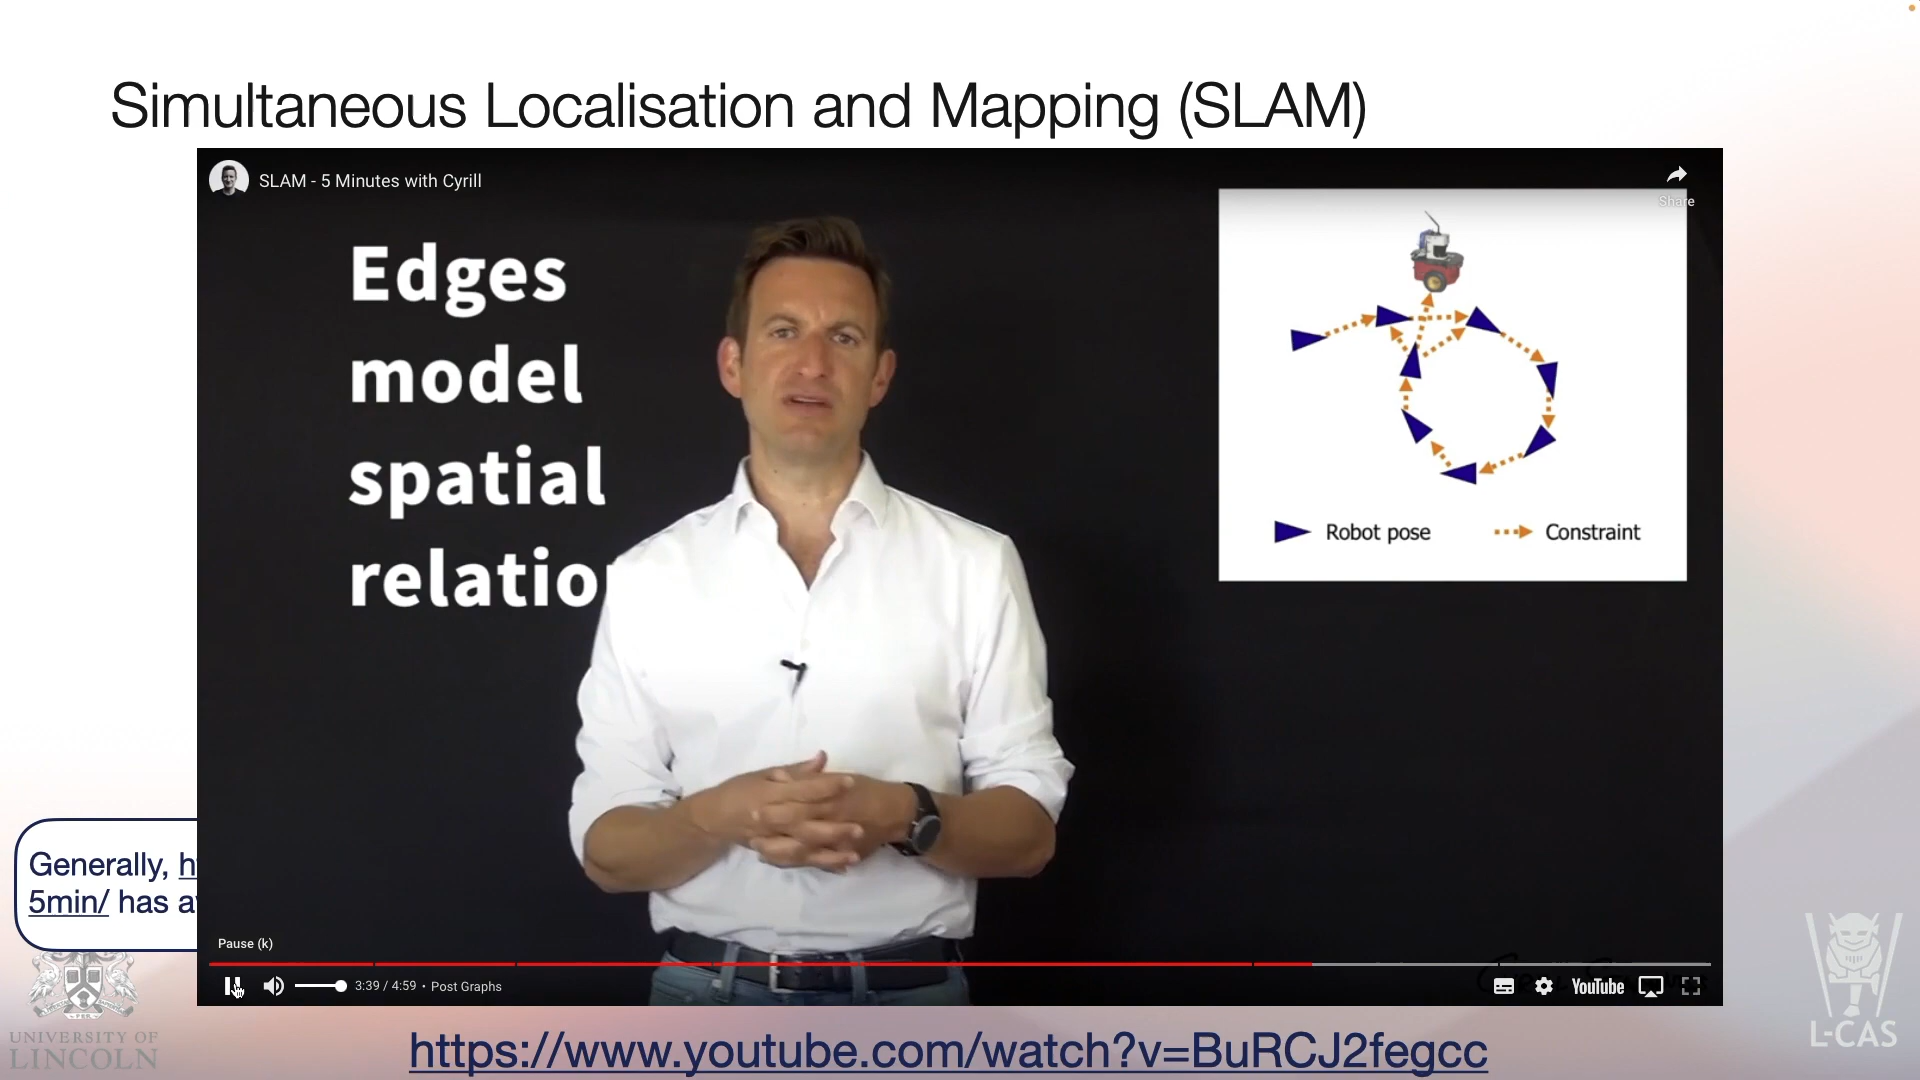 Simultaneous Localisation and Mapping (SLAM)
SLAM - 5 Minutes with Cyrill
Share
Edges
model
spatial
relatio
Robot pose
Constraint
Generally, h
5min/ has a
Pause (k)
3:39 / 4:59 • Post Graphs
YouTube
UNIVERSITY OF
LINCOLN
https://www.youtube.com/watch?v=BuRCJ2fegcc
L-CAS